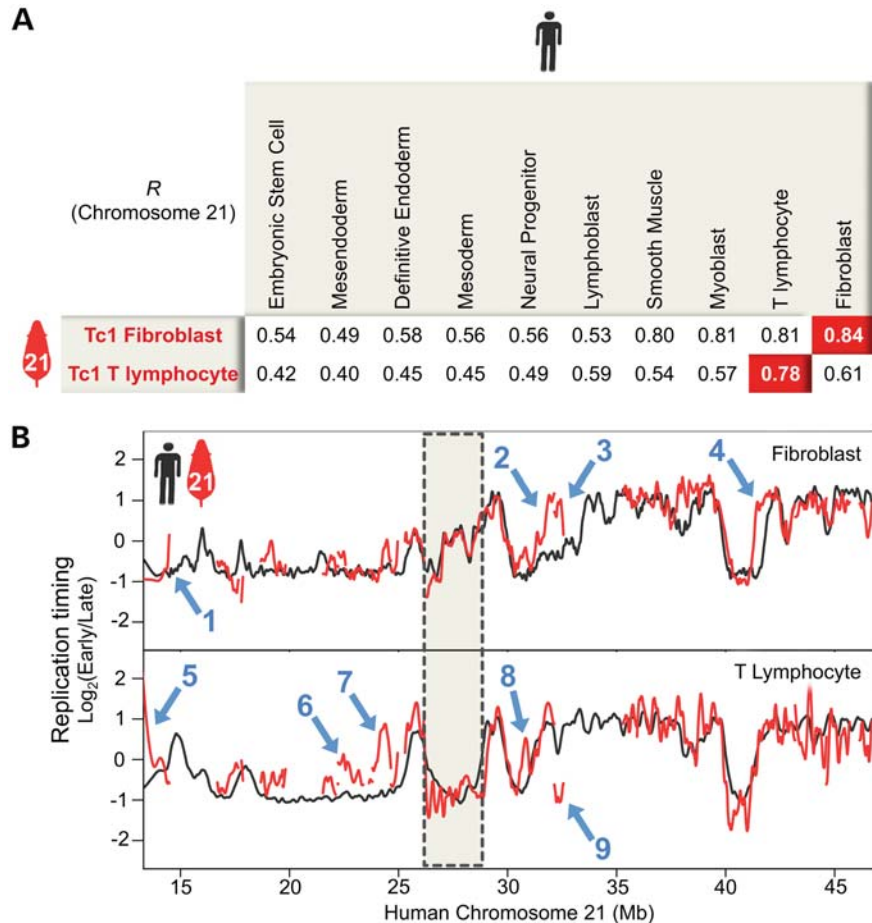 A
R
(Chromosome 21)
Embryonic Stem Cell
Mesendoderm
Definitive Endoderm
Mesoderm
Neural Progenitor
Lymphoblast
Smooth Muscle
Myoblast
T lymphocyte
Fibroblast
21
Tc1 Fibroblast 0.54 0.49 0.58 0.56 0.56 0.53 0.80 0.81 0.81 0.84
Tc1 T lymphocyte 0.42 0.40 0.45 0.45 0.49 0.59 0.54 0.57 0.78 0.61
B
21
Fibroblast
2 3 4
1
2
1
0
-1
-2
T Lymphocyte
5 6 7 8
9
2
1
0
-1
-2
Replication timing
Log2(Early/Late)
15 20 25 30 35 40 45
Human Chromosome 21 (Mb)